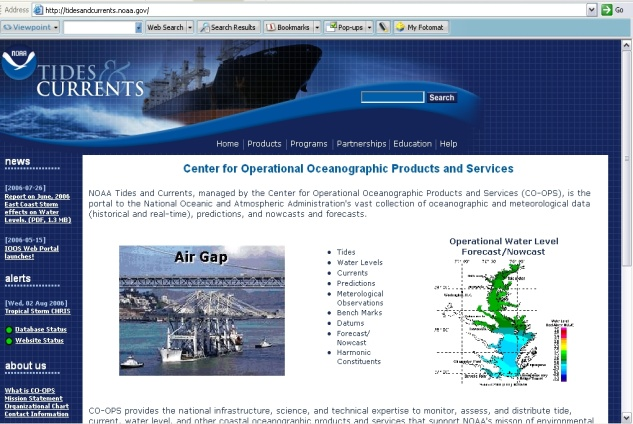 Address http://tidesandcurrents.noaa.gov/ Go
Viewpoint Web Search Search Results Bookmarks Pop-ups My Fotomat
NOAA
TIDES &
CURRENTS
Search
Home | Products | Programs | Partnerships | Education | Help
news
[2006-07-26]
Report on June, 2006
East Coast Storm
effects on Water
Levels. (PDF, 1.3 MB)
[2006-05-15]
IOOS Web Portal
launches!
alerts
[Wed, 02 Aug 2006]
Tropical Storm CHRIS
Database Status
Website Status
about us
What is CO-OPS
Mission Statement
Organizational Chart
Contact Information
Center for Operational Oceanographic Products and Services
NOAA Tides and Currents, managed by the Center for Operational Oceanographic Products and Services (CO-OPS), is the
portal to the National Oceanic and Atmospheric Administration's vast collection of oceanographic and meteorological data
(historical and real-time), predictions, and nowcasts and forecasts.
Air Gap
Tides
Water Levels
Currents
Predictions
Meterological
Observations
Bench Marks
Datums
Forecast/
Nowcast
Harmonic
Constituents
Operational Water Level
Forecast/Nowcast
CO-OPS provides the national infrastructure, science, and technical expertise to monitor, assess, and distribute tide,
current, water level, and other coastal oceanographic products and services that support NOAA's misson of environmental